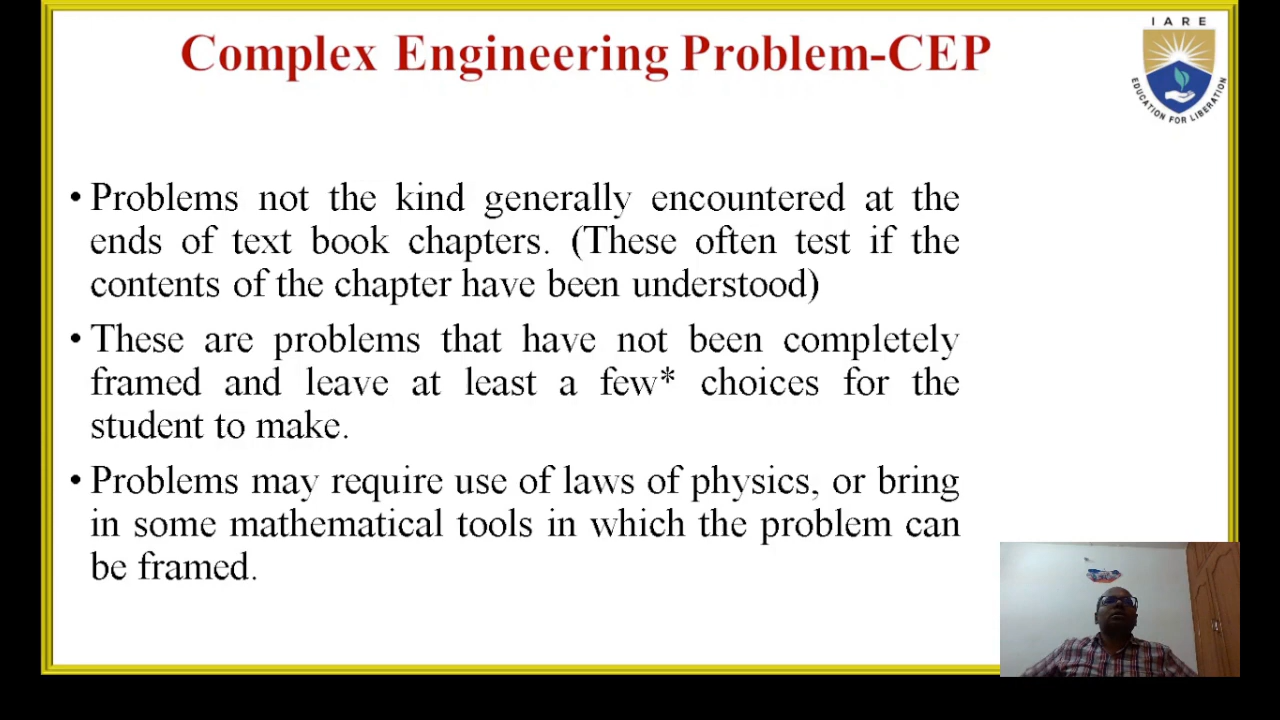 Complex Engineering Problem-CEP
I A R E
EDUCATION FOR LIBERATION
• Problems not the kind generally encountered at the
ends of text book chapters. (These often test if the
contents of the chapter have been understood)
• These are problems that have not been completely
framed and leave at least a few* choices for the
student to make.
• Problems may require use of laws of physics, or bring
in some mathematical tools in which the problem can
be framed.